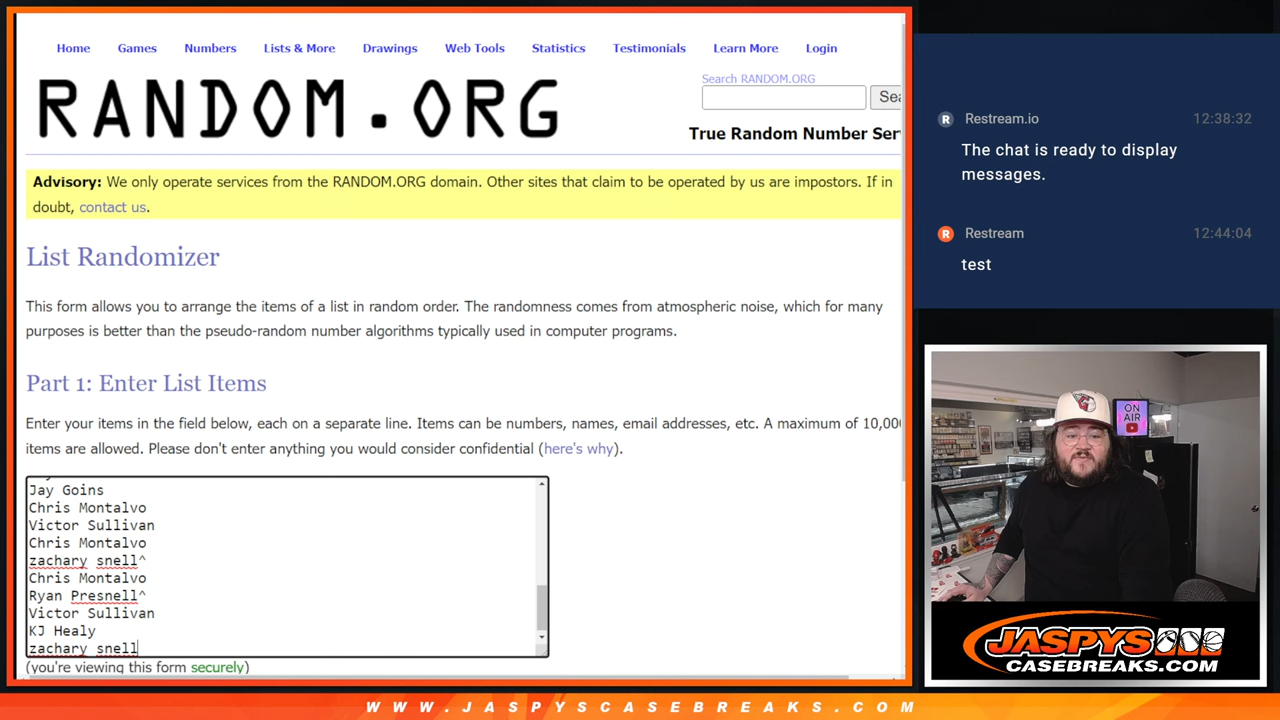 Home Games Numbers Lists & More Drawings Web Tools Statistics Testimonials Learn More Login
RANDOM.ORG
Search RANDOM.ORG
Sea
True Random Number Ser
Advisory: We only operate services from the RANDOM.ORG domain. Other sites that claim to be operated by us are impostors. If in
doubt, contact us.
List Randomizer
This form allows you to arrange the items of a list in random order. The randomness comes from atmospheric noise, which for many
purposes is better than the pseudo-random number algorithms typically used in computer programs.
Part 1: Enter List Items
Enter your items in the field below, each on a separate line. Items can be numbers, names, email addresses, etc. A maximum of 10,000
items are allowed. Please don't enter anything you would consider confidential (here's why).
Jay Goins
Chris Montalvo
Victor Sullivan
Chris Montalvo
zachary snell^
Chris Montalvo
Ryan Presnell^
Victor Sullivan
KJ Healy
zachary snell
(you're viewing this form securely)
R Restream.io 12:38:32
The chat is ready to display
messages.
R Restream 12:44:04
test
ON
AIR
JASPYS
CASEBREAKS.COM
WWW.JASPYSCASEBREAKS.COM